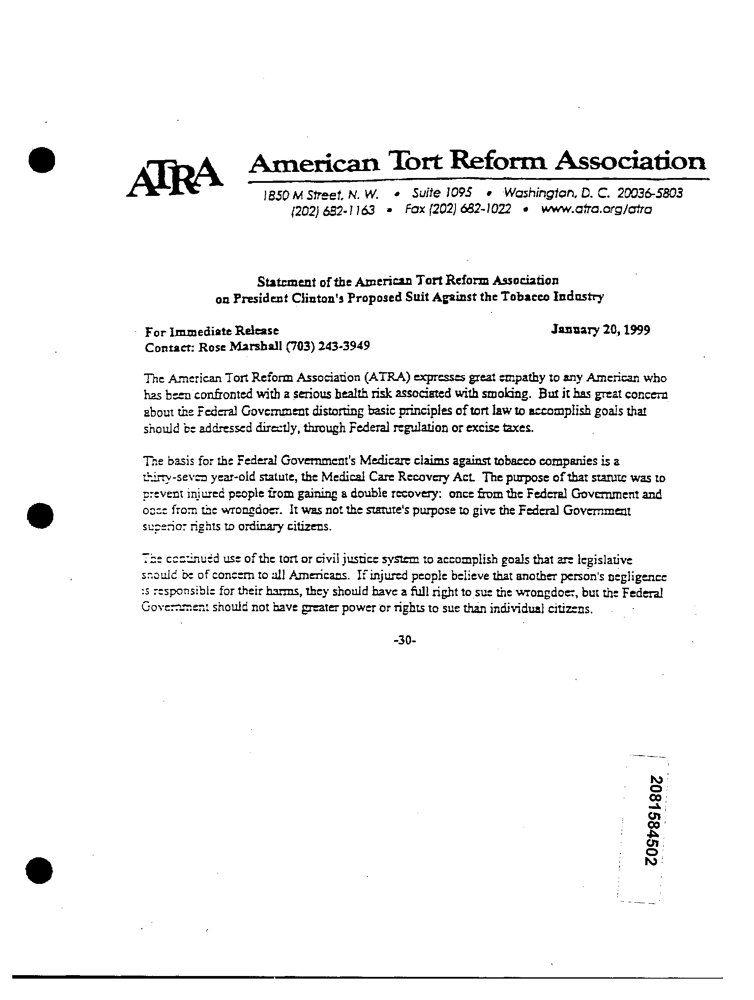 ATRA American Tort Reform Association
1850 M Street, N. W. • Suite 1095 • Washington, D. C. 20036-5803
(202) 682-1163 • Fax (202) 682-1022 • www.atra.org/atra
Statement of the American Tort Reform Association
on President Clinton's Proposed Suit Against the Tobacco Industry
For Immediate Release January 20, 1999
Contact: Rose Marshall (703) 243-3949
The American Tort Reform Association (ATRA) expresses great empathy to any American who
has been confronted with a serious health risk associated with smoking. But it has great concern
about the Federal Government distorting basic principles of tort law to accomplish goals that
should be addressed directly, through Federal regulation or excise taxes.
The basis for the Federal Government's Medicare claims against tobacco companies is a
thirty-seven year-old statute, the Medical Care Recovery Act. The purpose of that statute was to
prevent injured people from gaining a double recovery: once from the Federal Government and
once from the wrongdoer. It was not the statute's purpose to give the Federal Government
superior rights to ordinary citizens.
The continued use of the tort or civil justice system to accomplish goals that are legislative
should be of concern to all Americans. If injured people believe that another person's negligence
is responsible for their harms, they should have a full right to sue the wrongdoer, but the Federal
Government should not have greater power or rights to sue than individual citizens.
-30-
2081584502